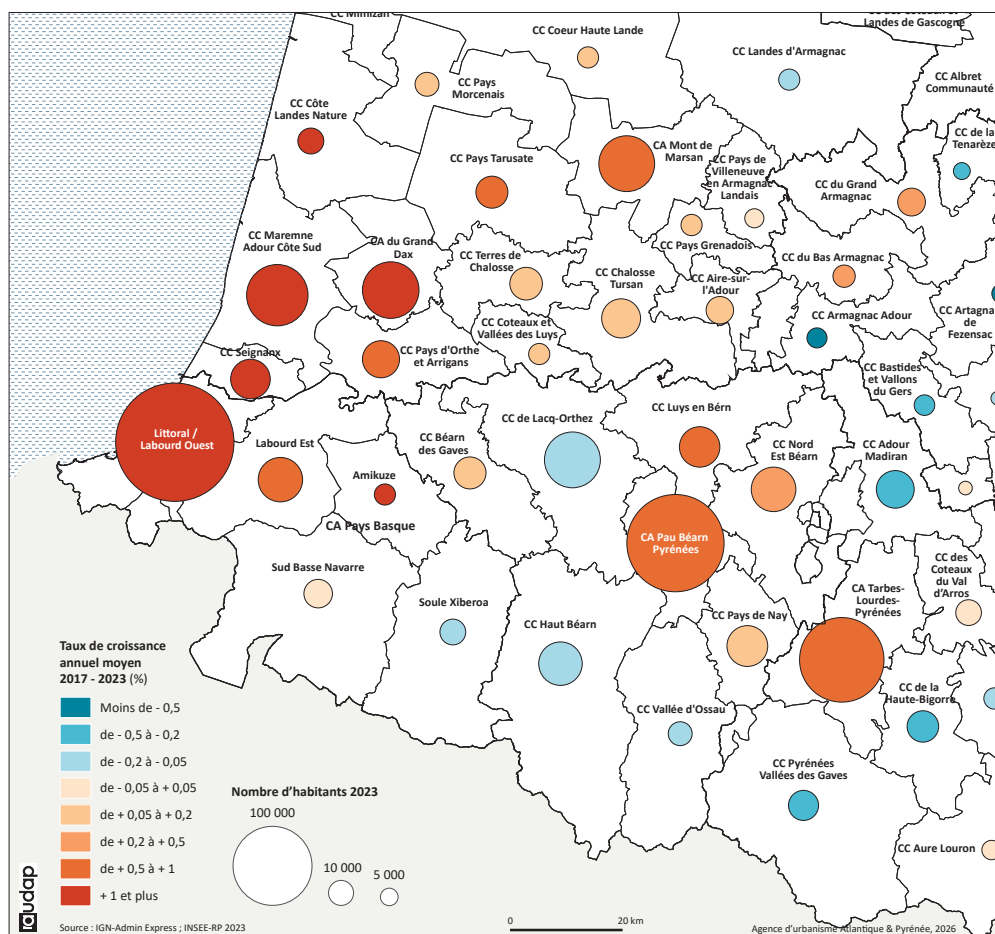 CC Mimizan
Landes de Gascogne
CC Coeur Haute Lande
CC Landes d'Armagnac
CC Pays
Morcenais
CC Albret
Communauté
CC Côte
Landes Nature
CC de la
Tenarèze
CA Mont de
Marsan
CC Pays de
Villeneuve
en Armagnac
Landais
CC Pays Tarusate
CC du Grand
Armagnac
CC Maremne
Adour Côte Sud
CA du Grand
Dax
CC Terres de
Chalosse
CC Pays Grenadois
CC du Bas Armagnac
CC Chalosse
Tursan
CC Aire-sur-
l'Adour
CC Armagnac Adour
CC Artagnan
de
Fezensac
CC Coteaux et
Vallées des Luys
CC Seignanx
CC Pays d'Orthe
et Arrigans
CC Bastides
et Vallons
du Gers
CC de Lacq-Orthez
CC Luys en Bérn
Littoral /
Labourd Ouest
Labourd Est
CC Béarn
des Gaves
CC Nord
Est Béarn
CC Adour
Madiran
Amikuze
CA Pays Basque
CA Pau Béarn
Pyrénées
Sud Basse Navarre
CC des
Coteaux
du Val
d'Arros
CA Tarbes-
Lourdes-
Pyrénées
Soule Xiberoa
CC Haut Béarn
CC Pays de Nay
CC de la
Haute-Bigorre
CC Vallée d'Ossau
CC Pyrénées
Vallées des Gaves
CC Aure Louron
Taux de croissance
annuel moyen
2017 - 2023 (%)
Moins de - 0,5
de - 0,5 à - 0,2
de - 0,2 à - 0,05
de - 0,05 à + 0,05
de + 0,05 à + 0,2
de + 0,2 à + 0,5
de + 0,5 à + 1
+ 1 et plus
Nombre d'habitants 2023
100 000
10 000
5 000
audap
Source : IGN-Admin Express ; INSEE-RP 2023
0 20 km
Agence d'urbanisme Atlantique & Pyrénée, 2026